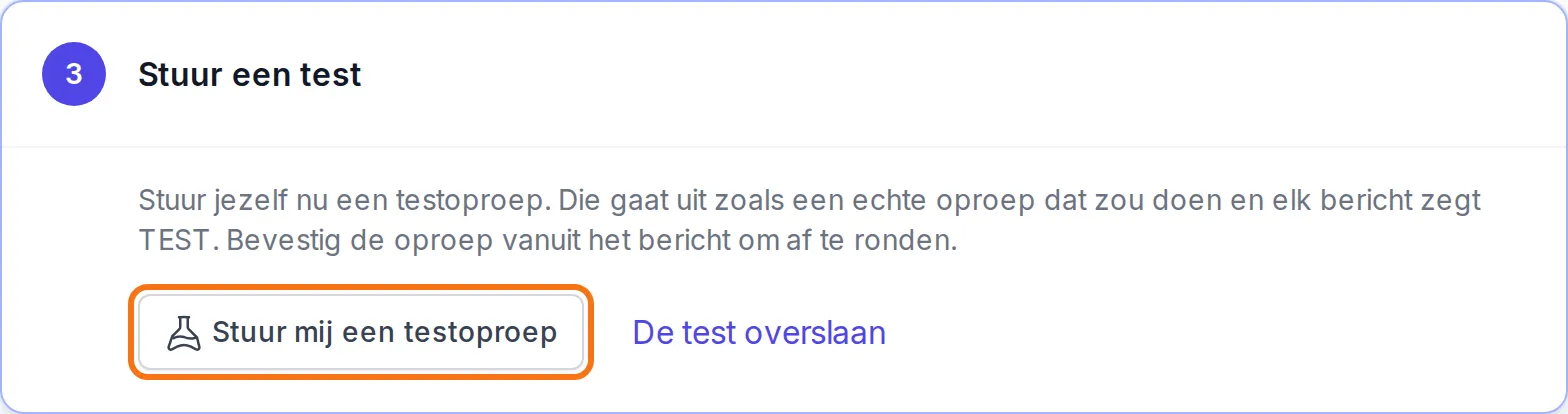 3
Stuur een test
Stuur jezelf nu een testoproep. Die gaat uit zoals een echte oproep dat zou doen en elk bericht zegt
TEST. Bevestig de oproep vanuit het bericht om af te ronden.
Stuur mij een testoproep
De test overslaan